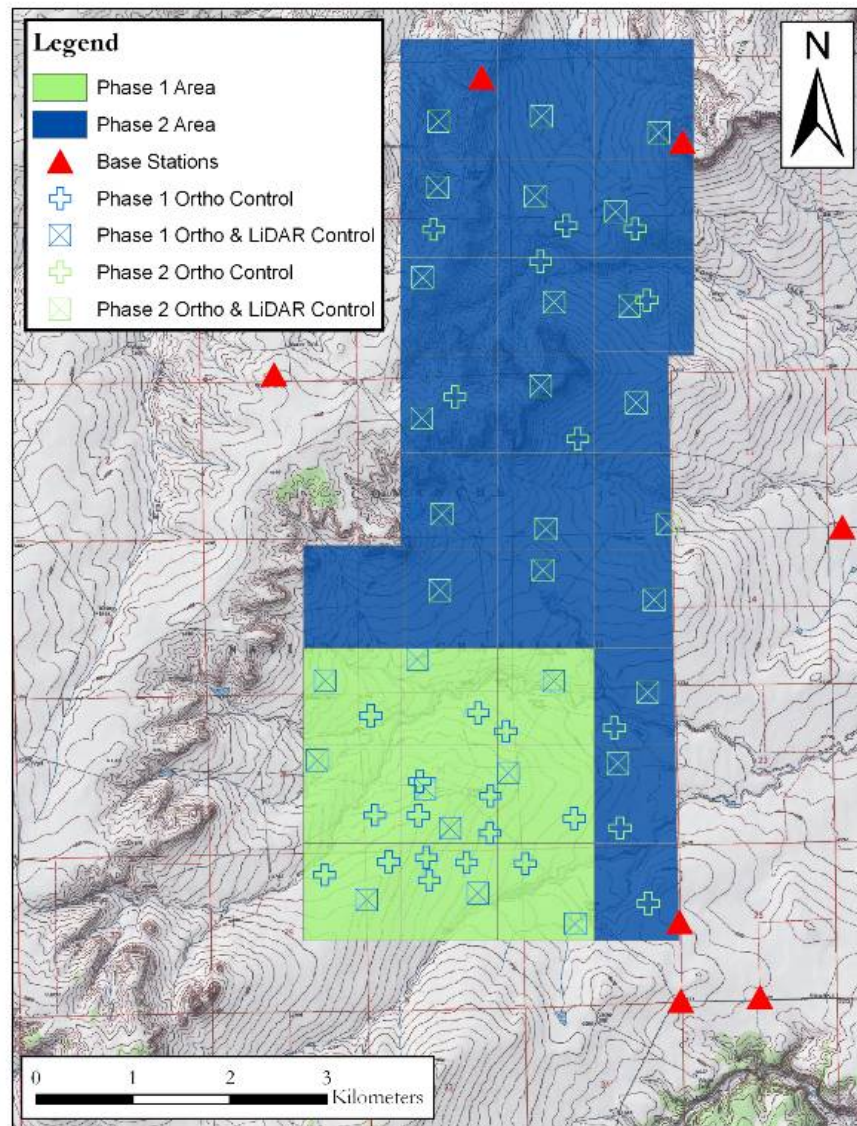 Legend
Phase 1 Area
Phase 2 Area
Base Stations
Phase 1 Ortho Control
Phase 1 Ortho & LiDAR Control
Phase 2 Ortho Control
Phase 2 Ortho & LiDAR Control
N
0 1 2 3
Kilometers